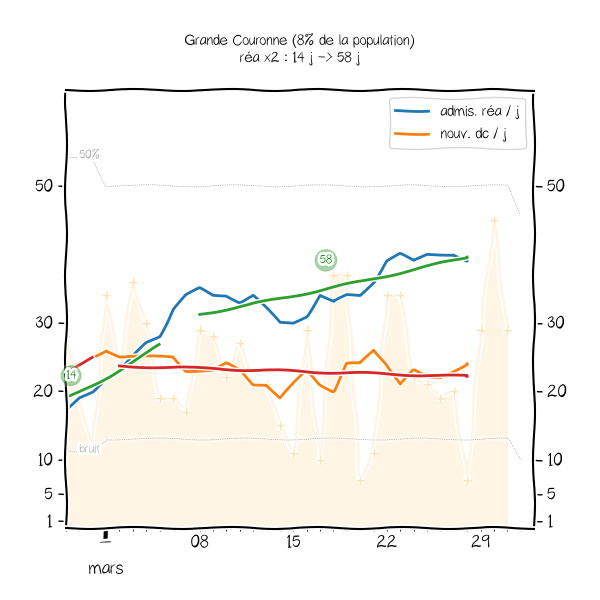 Grande Couronne (8% de la population)
réa x2 : 14 j -> 58 j
admis. réa / j
nouv. dc / j
50%
50 50
58
30 30
14
20 20
bruit
10 10
5 5
1 1
1 08 15 22 29
mars